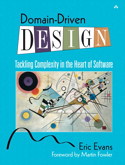 Domain-Driven
DESIGN
Tackling Complexity in the Heart of Software
Eric Evans
Foreword by Martin Fowler